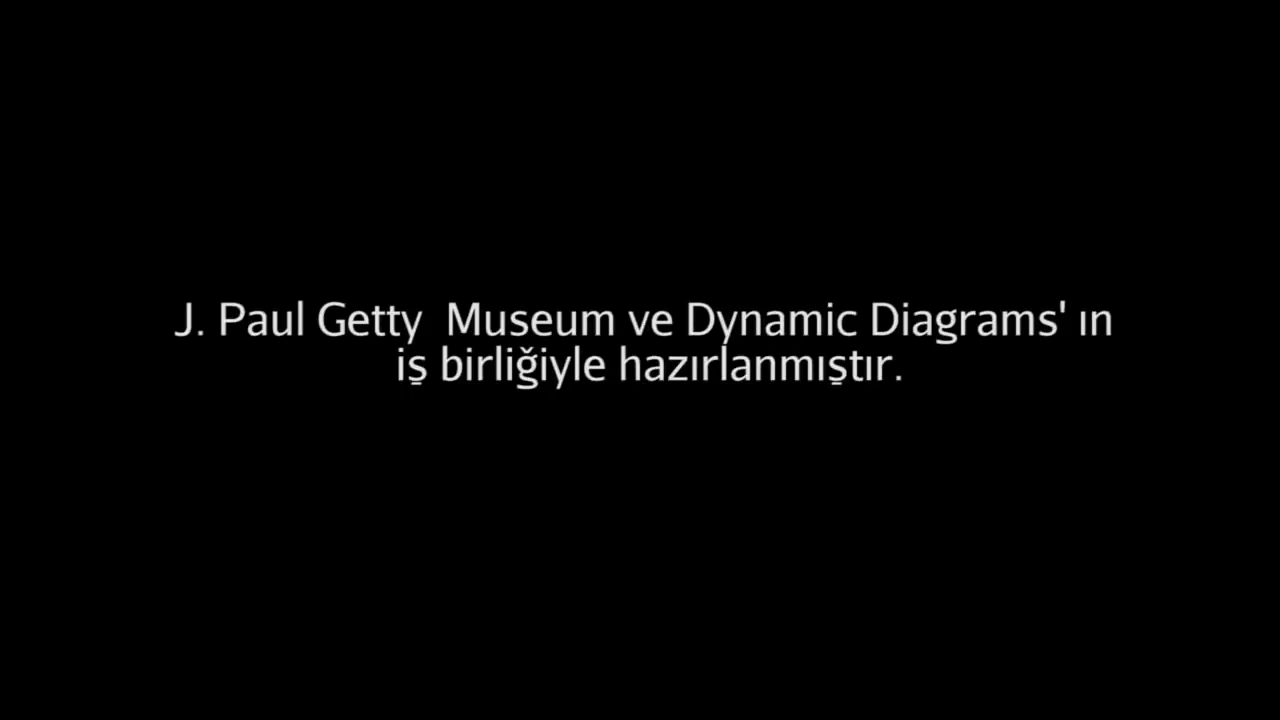 J. Paul Getty  Museum ve Dynamic Diagrams' ın
iş birliğiyle hazırlanmıştır.